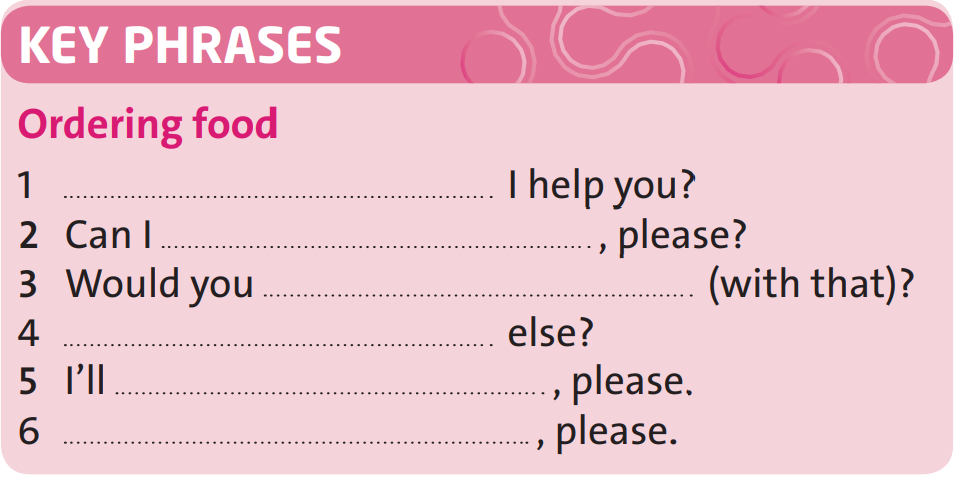 KEY PHRASES
Ordering food
1 ........................................ I help you?
2 Can I ........................................, please?
3 Would you ........................................ (with that)?
4 ........................................ else?
5 I'll ........................................, please.
6 ........................................, please.